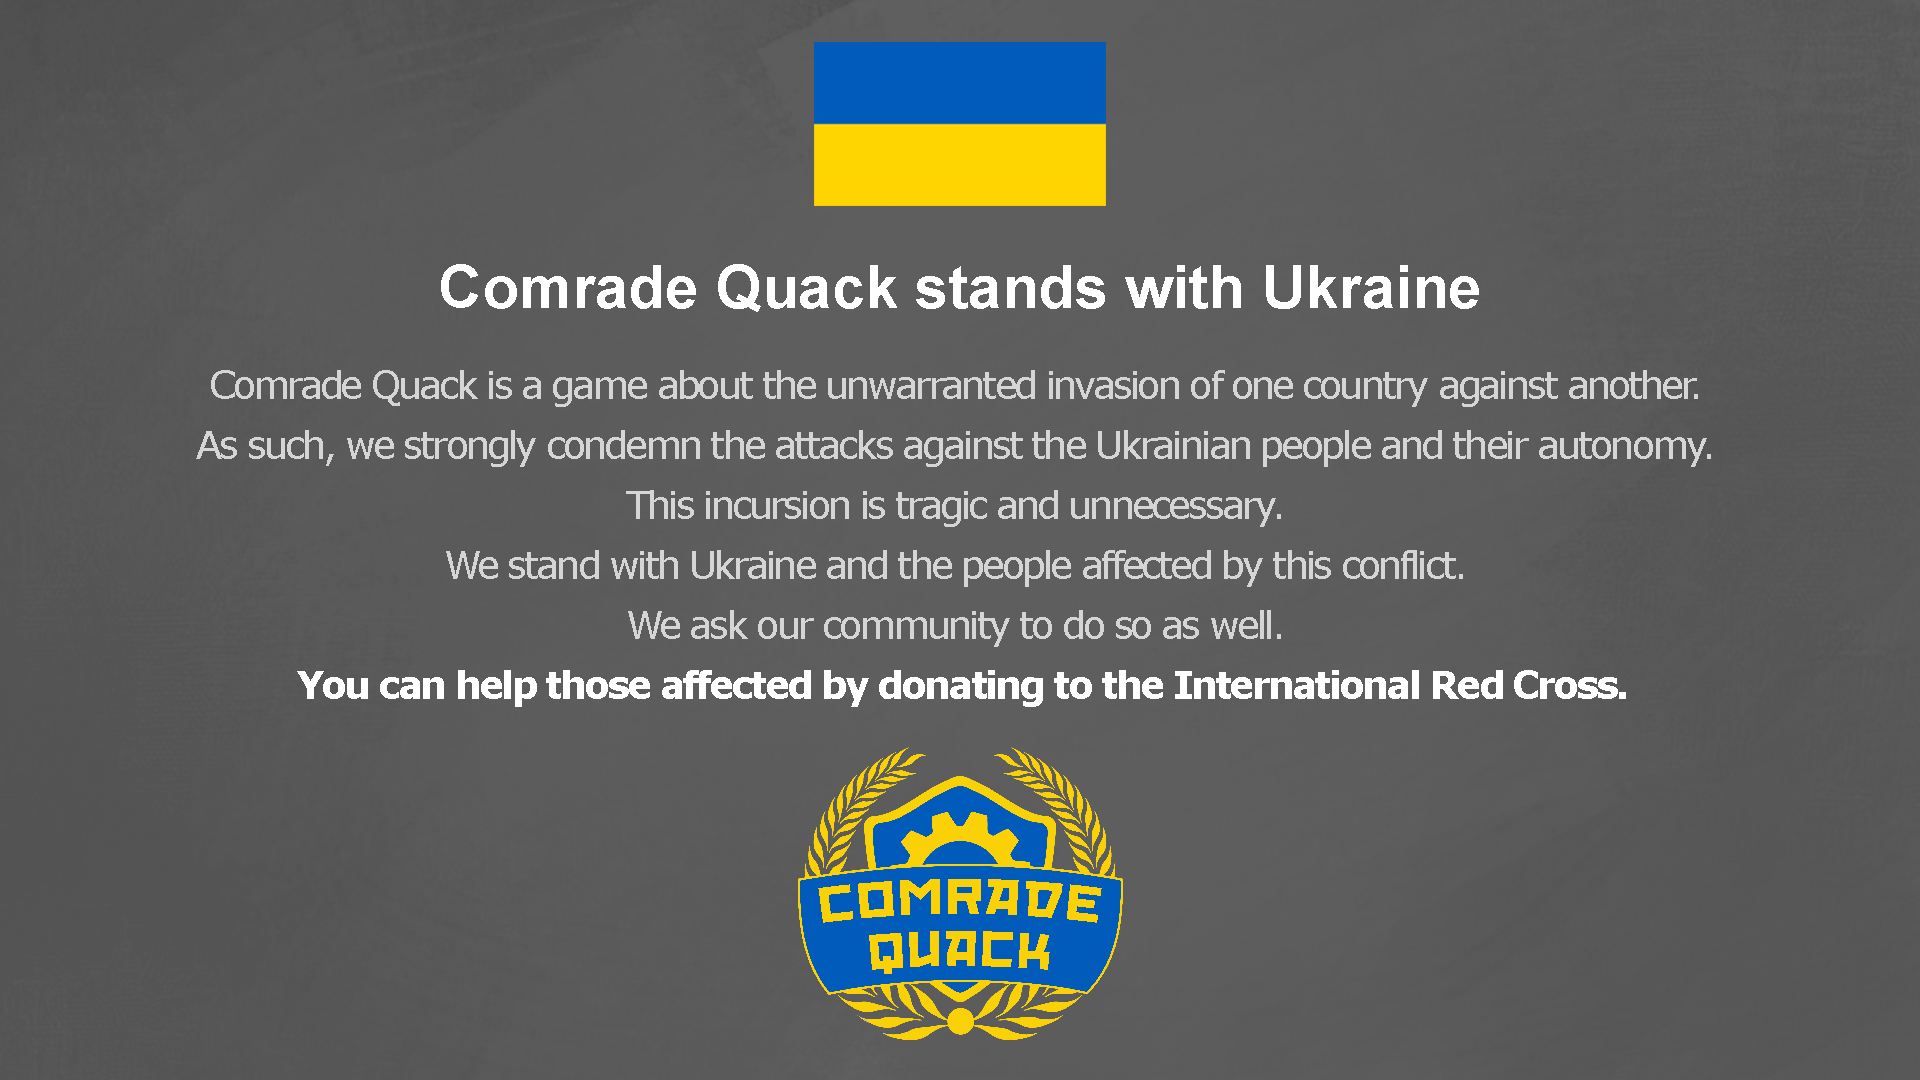 Comrade Quack stands with Ukraine
Comrade Quack is a game about the unwarranted invasion of one country against another.
As such, we strongly condemn the attacks against the Ukrainian people and their autonomy.
This incursion is tragic and unnecessary.
We stand with Ukraine and the people affected by this conflict.
We ask our community to do so as well.
You can help those affected by donating to the International Red Cross.
COMRADE
QUACK